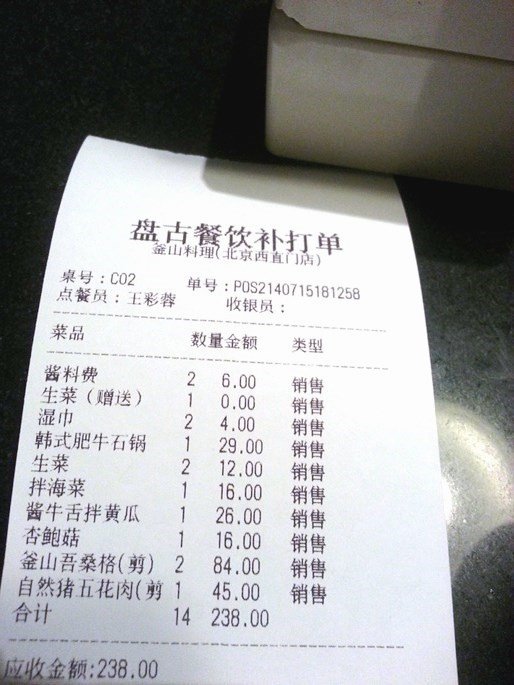 盘古餐饮补打单
釜山料理(北京西直门店)
桌号：C02 单号：POS2140715181258
点餐员：王彩蓉 收银员：
菜品 数量 金额 类型
酱料费 2 6.00 销售
生菜（赠送） 1 0.00 销售
湿巾 2 4.00 销售
韩式肥牛石锅 1 29.00 销售
生菜 2 12.00 销售
拌海菜 1 16.00 销售
酱牛舌拌黄瓜 1 26.00 销售
杏鲍菇 1 16.00 销售
釜山吾桑格(剪) 2 84.00 销售
自然猪五花肉(剪 1 45.00 销售
合计 14 238.00
应收金额:238.00